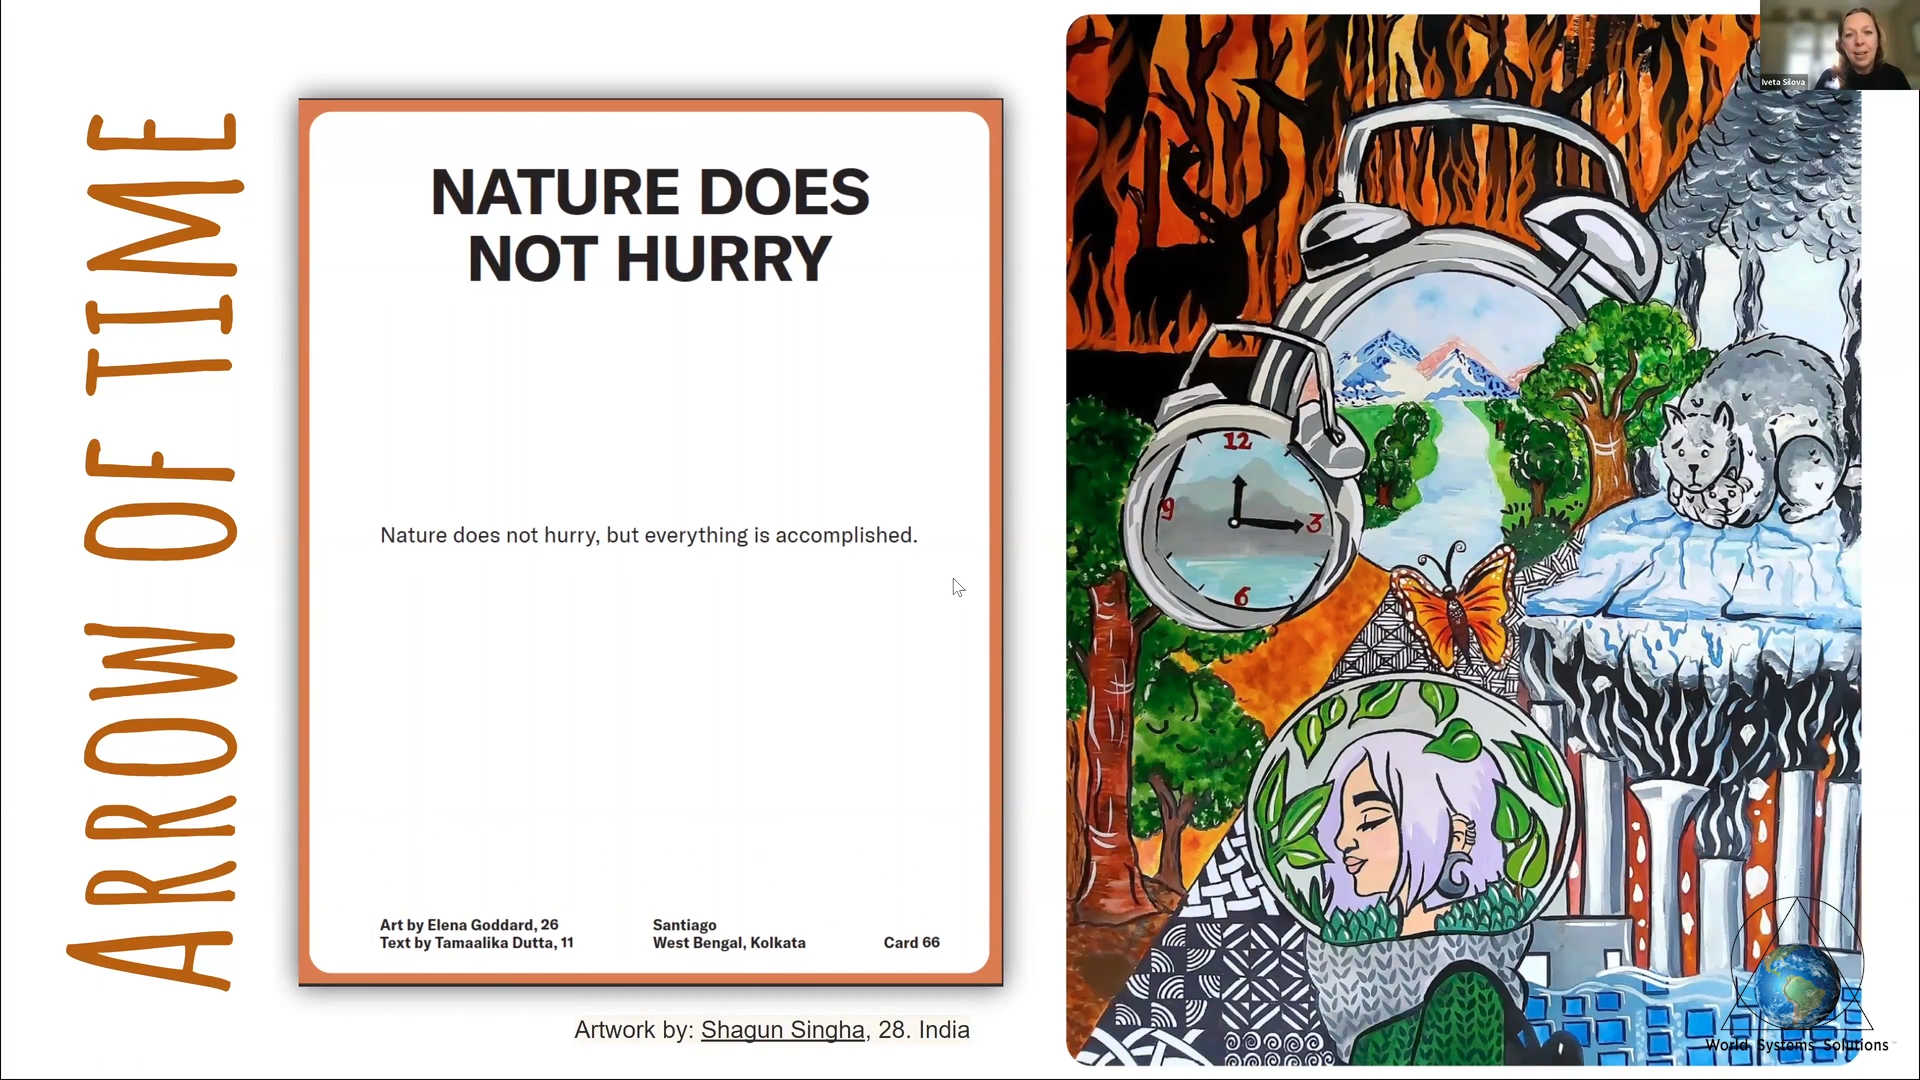 ARROW OF TIME
NATURE DOES
NOT HURRY
Nature does not hurry, but everything is accomplished.
Art by Elena Goddard, 26
Text by Tamaalika Dutta, 11
Santiago
West Bengal, Kolkata
Card 66
Artwork by: Shagun Singha, 28. India
Iveta Silova
12
9
3
6
World Systems Solutions